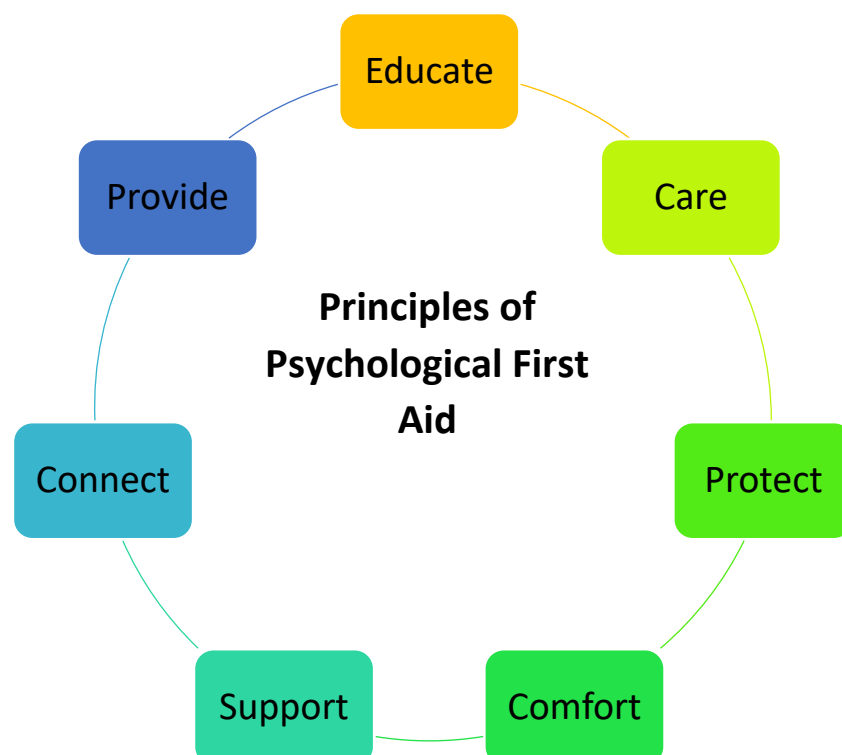 Educate
Care
Protect
Comfort
Support
Connect
Provide
Principles of
Psychological First
Aid